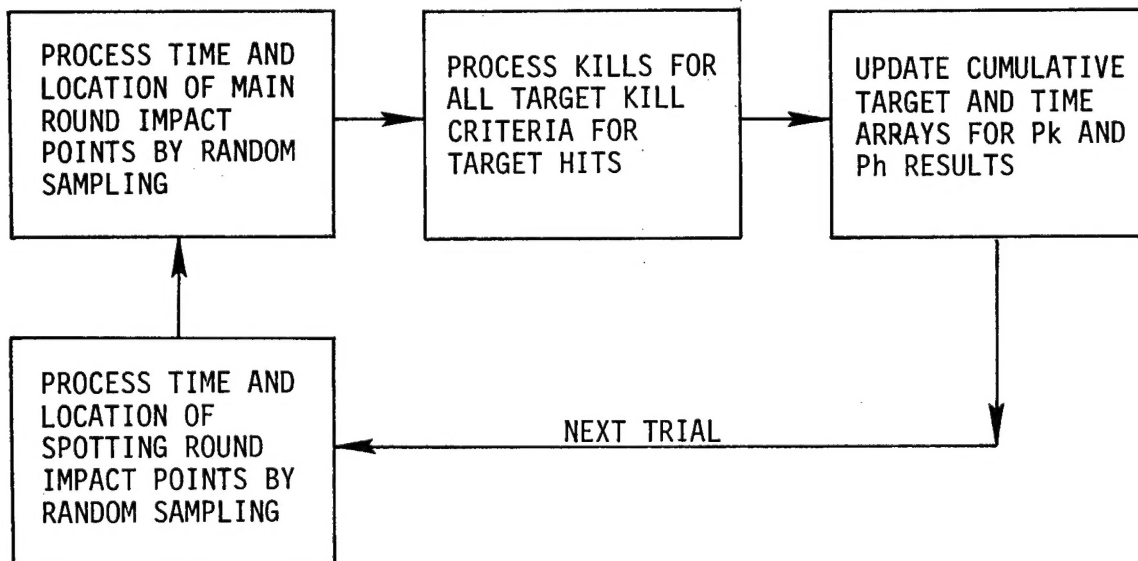 PROCESS TIME AND
LOCATION OF MAIN
ROUND IMPACT
POINTS BY RANDOM
SAMPLING
PROCESS KILLS FOR
ALL TARGET KILL
CRITERIA FOR
TARGET HITS
UPDATE CUMULATIVE
TARGET AND TIME
ARRAYS FOR Pk AND
Ph RESULTS
PROCESS TIME AND
LOCATION OF
SPOTTING ROUND
IMPACT POINTS BY
RANDOM SAMPLING
NEXT TRIAL